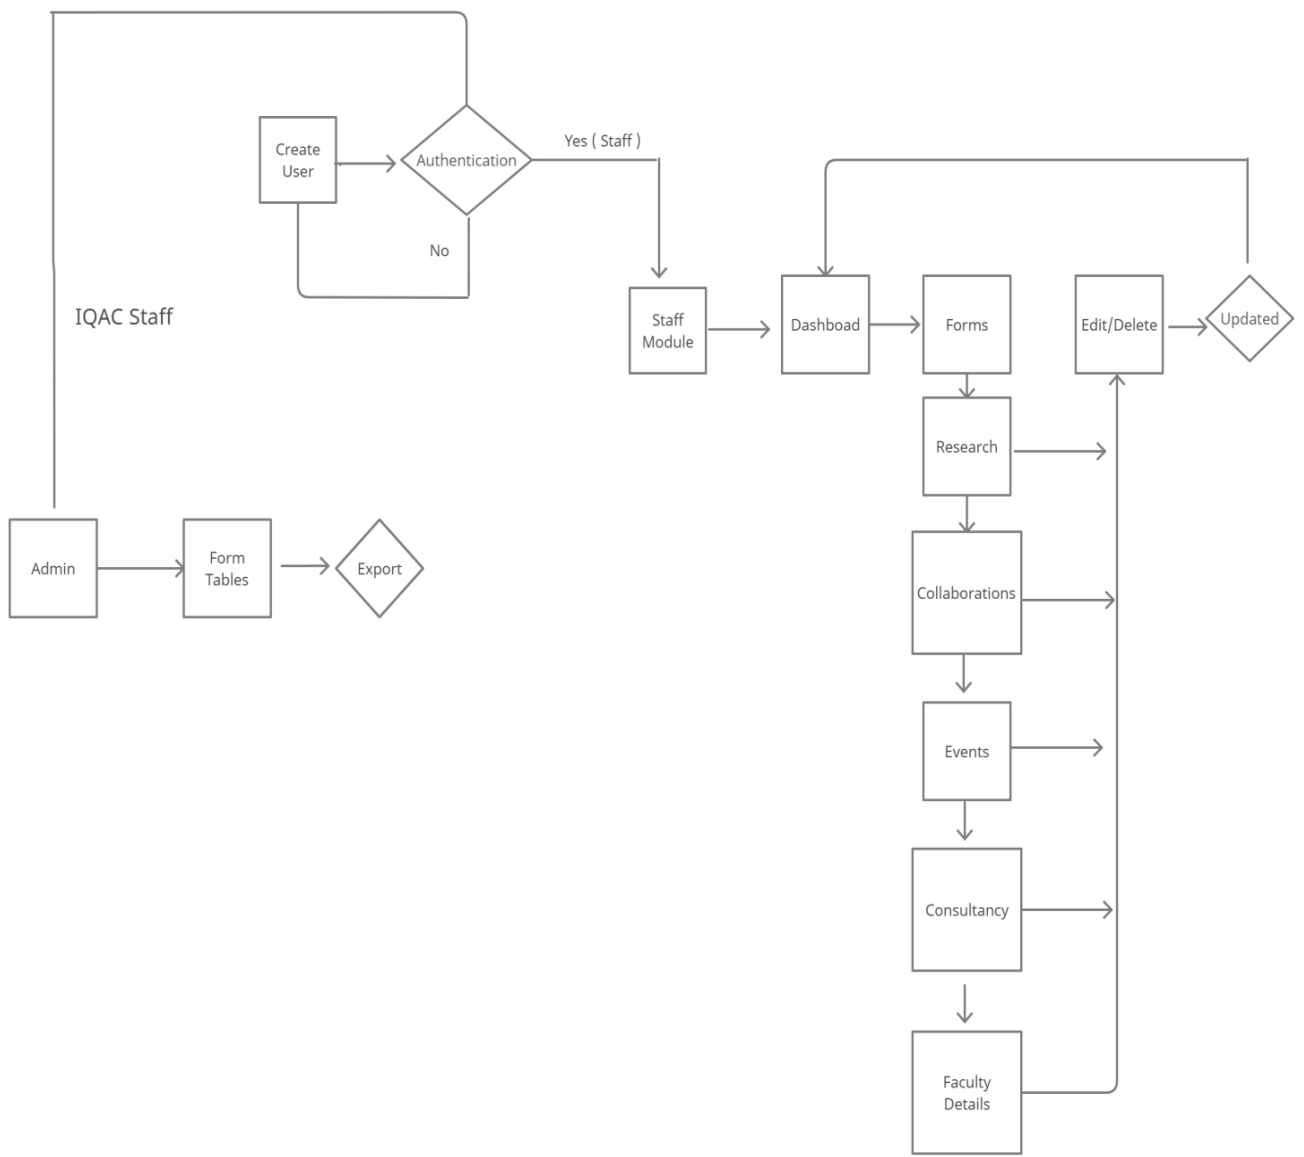 Create
User
Authentication
Yes ( Staff )
No
IQAC Staff
Staff
Module
Dashboad
Forms
Edit/Delete
Updated
Research
Admin
Form
Tables
Export
Collaborations
Events
Consultancy
Faculty
Details